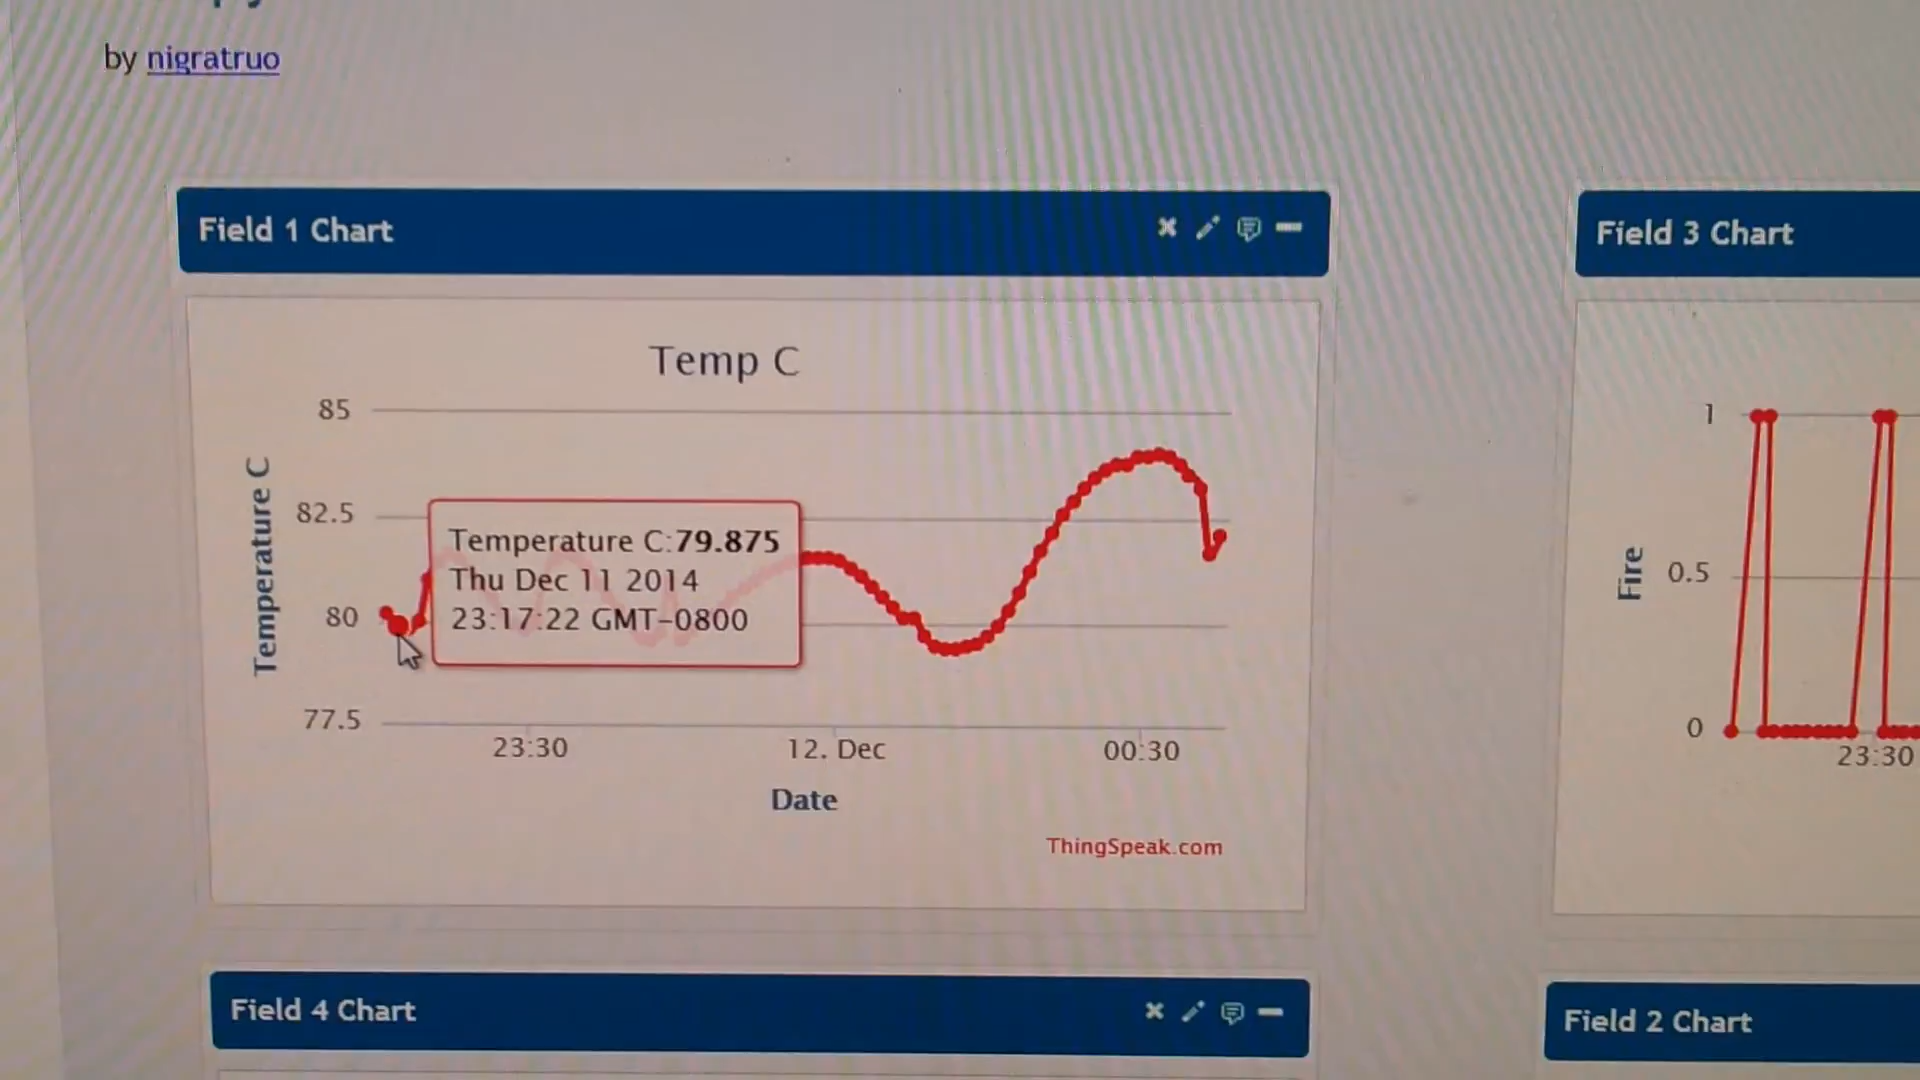 by nigratruo
Field 1 Chart
Temp C
Temperature C
85
82.5
80
77.5
Temperature C:79.875
Thu Dec 11 2014
23:17:22 GMT-0800
23:30
12. Dec
00:30
Date
ThingSpeak.com
Field 3 Chart
Fire
1
0.5
0
23:30
Field 4 Chart
Field 2 Chart